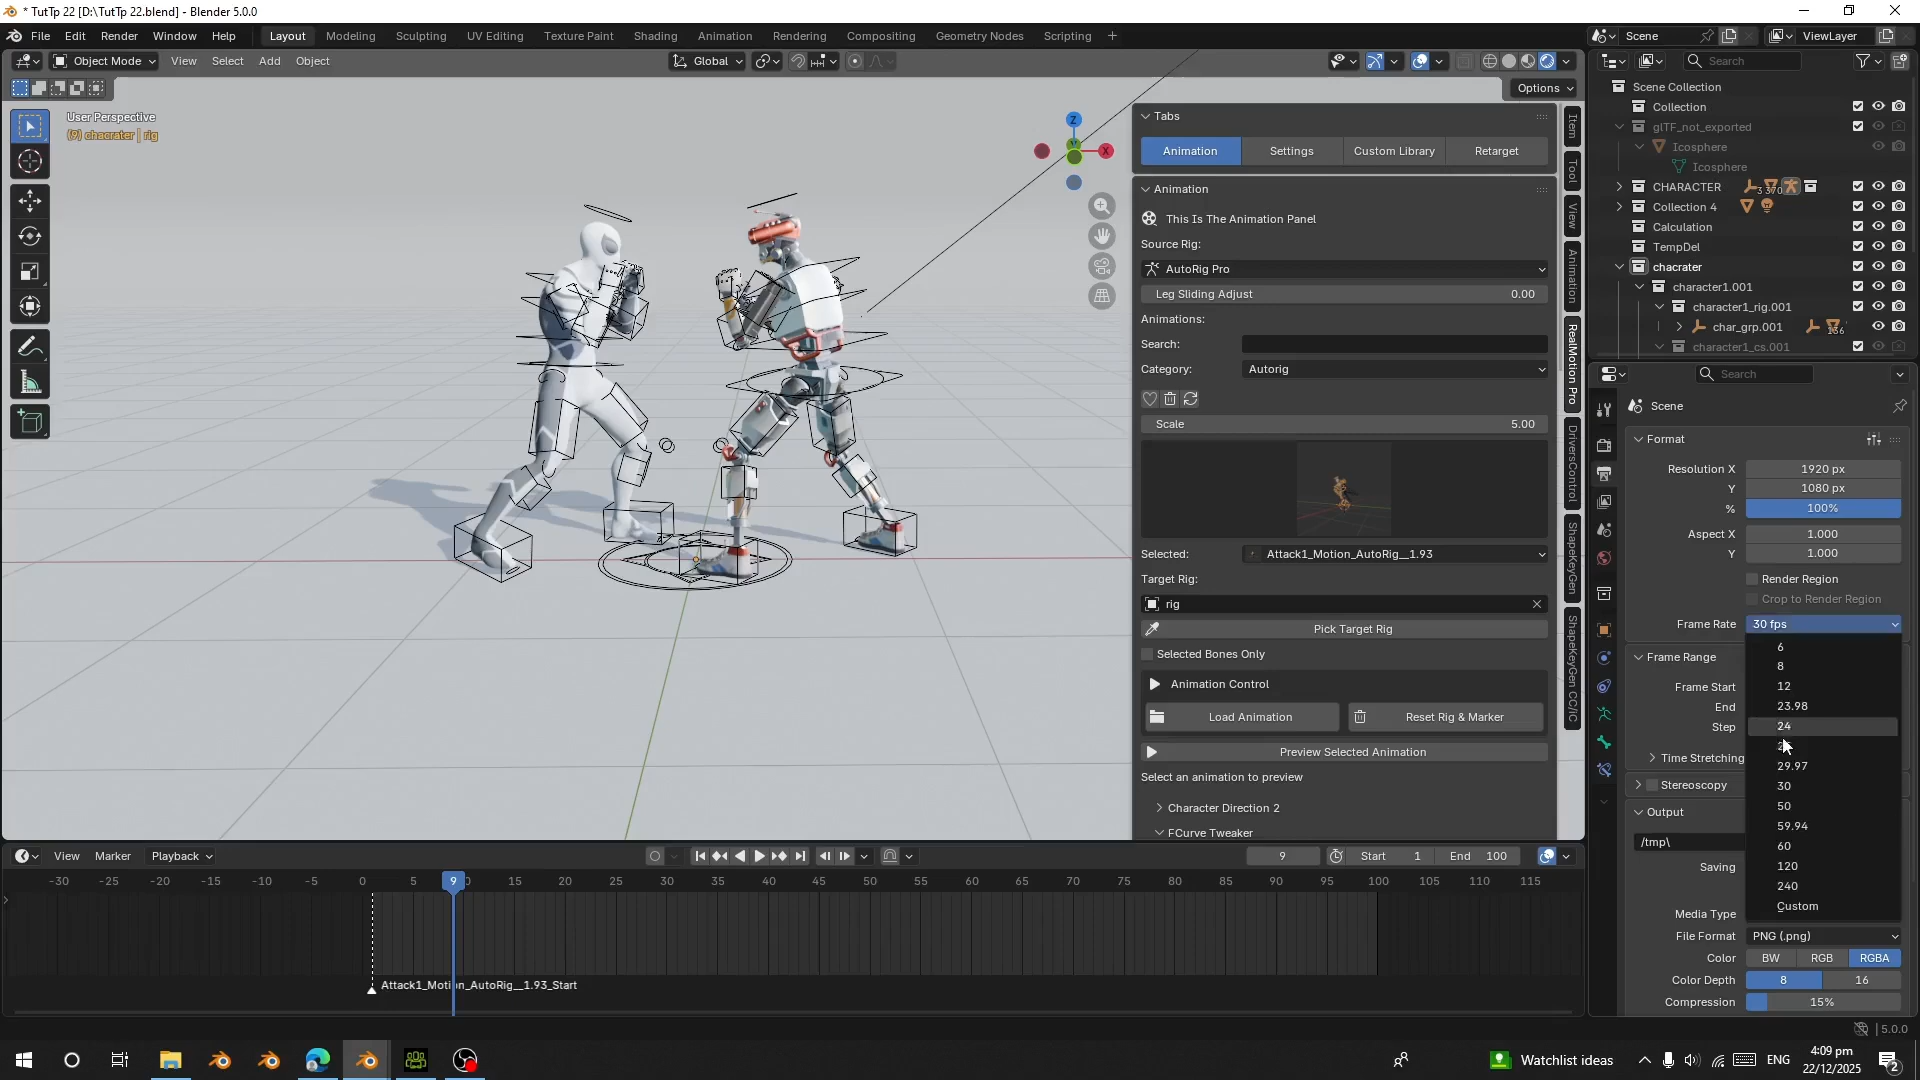 * TutTp 22 [D:\TutTp 22.blend] - Blender 5.0.0
File Edit Render Window Help Layout Modeling Sculpting UV Editing Texture Paint Shading Animation Rendering Compositing Geometry Nodes Scripting + Scene ViewLayer
Object Mode View Select Add Object Global Search
Options
User Perspective
(9) chacrater | rig
Z
X
Tabs
Animation Settings Custom Library Retarget
Animation
This Is The Animation Panel
Source Rig:
AutoRig Pro
Leg Sliding Adjust 0.00
Animations:
Search:
Category: Autorig
Scale 5.00
Selected: Attack1_Motion_AutoRig__1.93
Target Rig:
rig
Pick Target Rig
Selected Bones Only
Animation Control
Load Animation Reset Rig & Marker
Preview Selected Animation
Select an animation to preview
Character Direction 2
FCurve Tweaker
Item
Tool
View
Animation
RealMotion Pro
DriversControl
ShapeKeyGen
ShapeKeyGen CC/iC
Scene Collection
Collection
glTF_not_exported
Icosphere
Icosphere
CHARACTER 3 370
Collection 4
Calculation
TempDel
chacrater
character1.001
character1_rig.001
char_grp.001 136
character1_cs.001
Search
Scene
Format
Resolution X 1920 px
Y 1080 px
% 100%
Aspect X 1.000
Y 1.000
Render Region
Crop to Render Region
Frame Rate 30 fps
6
8
12
23.98
24
29.97
30
50
59.94
60
120
240
Custom
Frame Range
Frame Start
End
Step
Time Stretching
Stereoscopy
Output
/tmp\
Saving
Media Type
File Format PNG (.png)
Color BW RGB RGBA
Color Depth 8 16
Compression 15%
View Marker Playback 9 Start 1 End 100
-30 -25 -20 -15 -10 -5 0 5 9 15 20 25 30 35 40 45 50 55 60 65 70 75 80 85 90 95 100 105 110 115
Attack1_Motion_AutoRig__1.93_Start
5.0.0
Watchlist ideas ENG 4:09 pm
22/12/2025
2